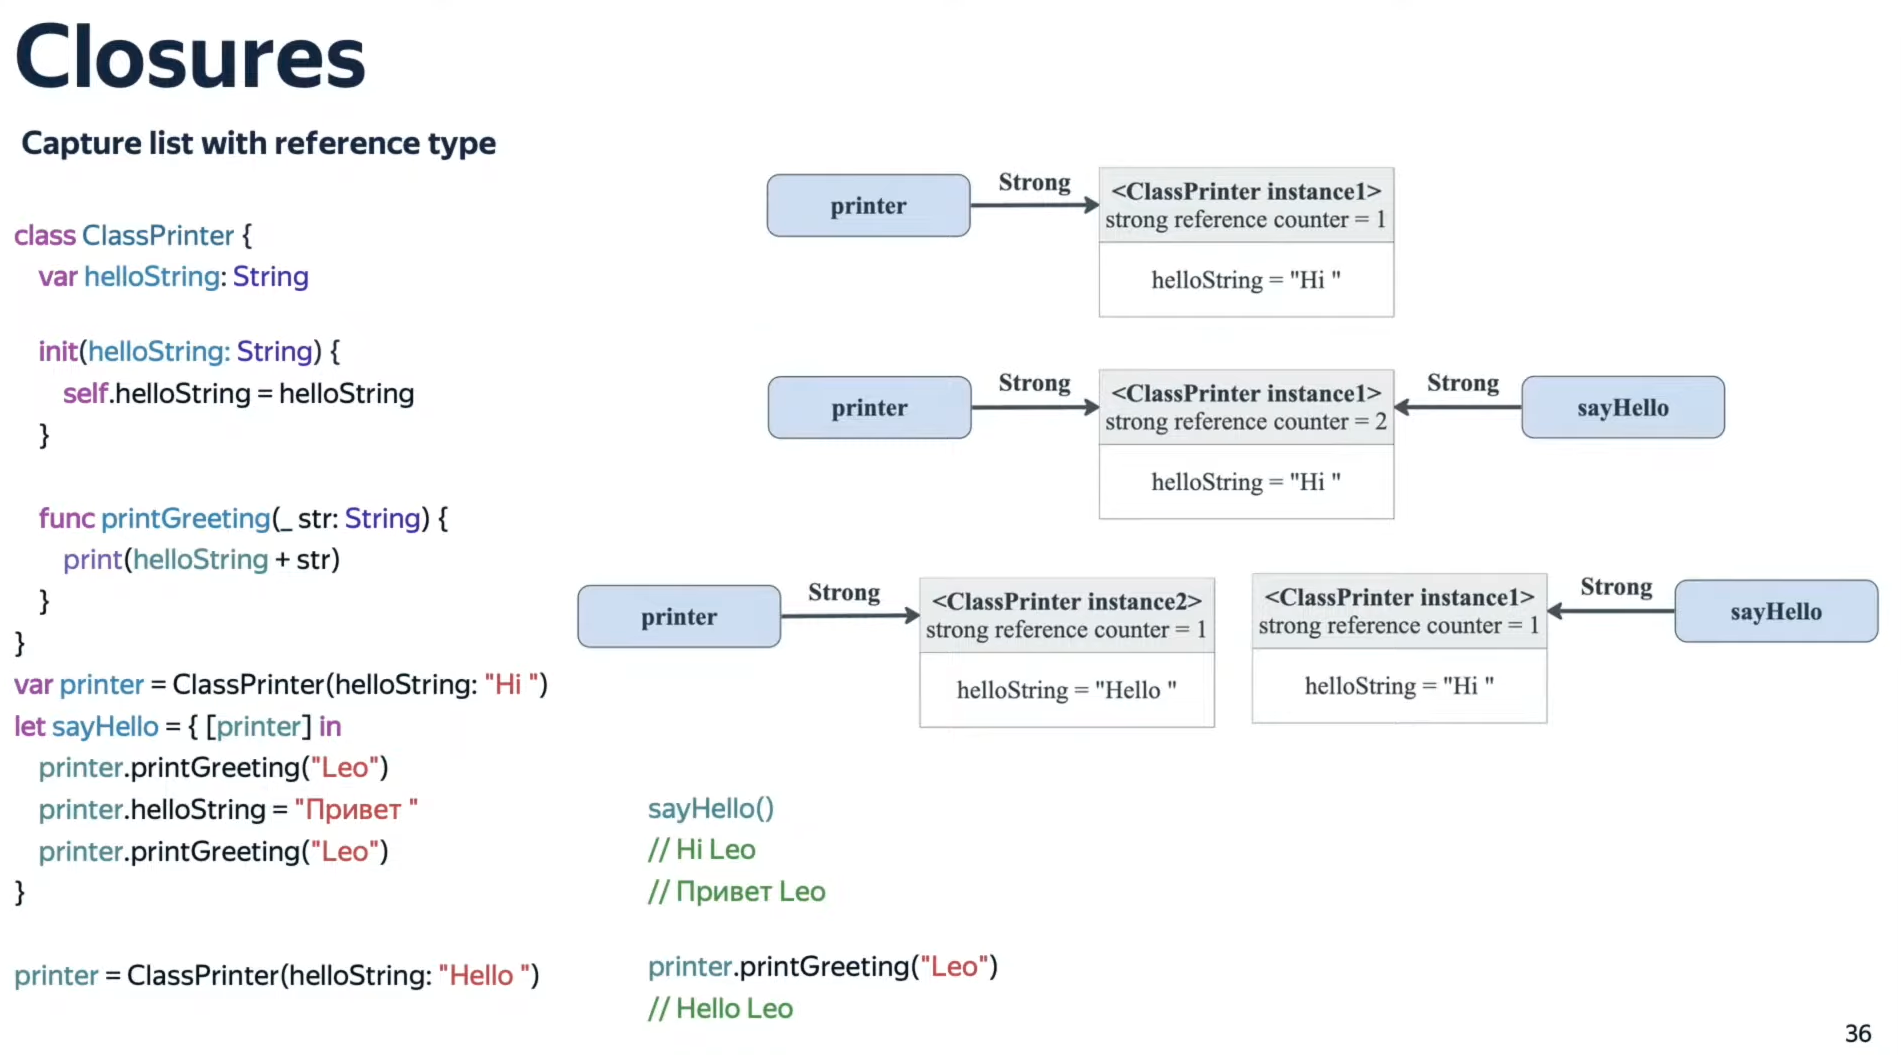 Closures
Capture list with reference type
class ClassPrinter {
var helloString: String
init(helloString: String) {
self.helloString = helloString
}
func printGreeting(_ str: String) {
print(helloString + str)
}
}
var printer = ClassPrinter(helloString: "Hi ")
let sayHello = { [printer] in
printer.printGreeting("Leo")
printer.helloString = "Привет "
printer.printGreeting("Leo")
}
printer = ClassPrinter(helloString: "Hello ")
printer
Strong
<ClassPrinter instance1>
strong reference counter = 1
helloString = "Hi "
printer
Strong
<ClassPrinter instance1>
strong reference counter = 2
helloString = "Hi "
Strong
sayHello
printer
Strong
<ClassPrinter instance2>
strong reference counter = 1
helloString = "Hello "
<ClassPrinter instance1>
strong reference counter = 1
helloString = "Hi "
Strong
sayHello
sayHello()
// Hi Leo
// Привет Leo
printer.printGreeting("Leo")
// Hello Leo
36